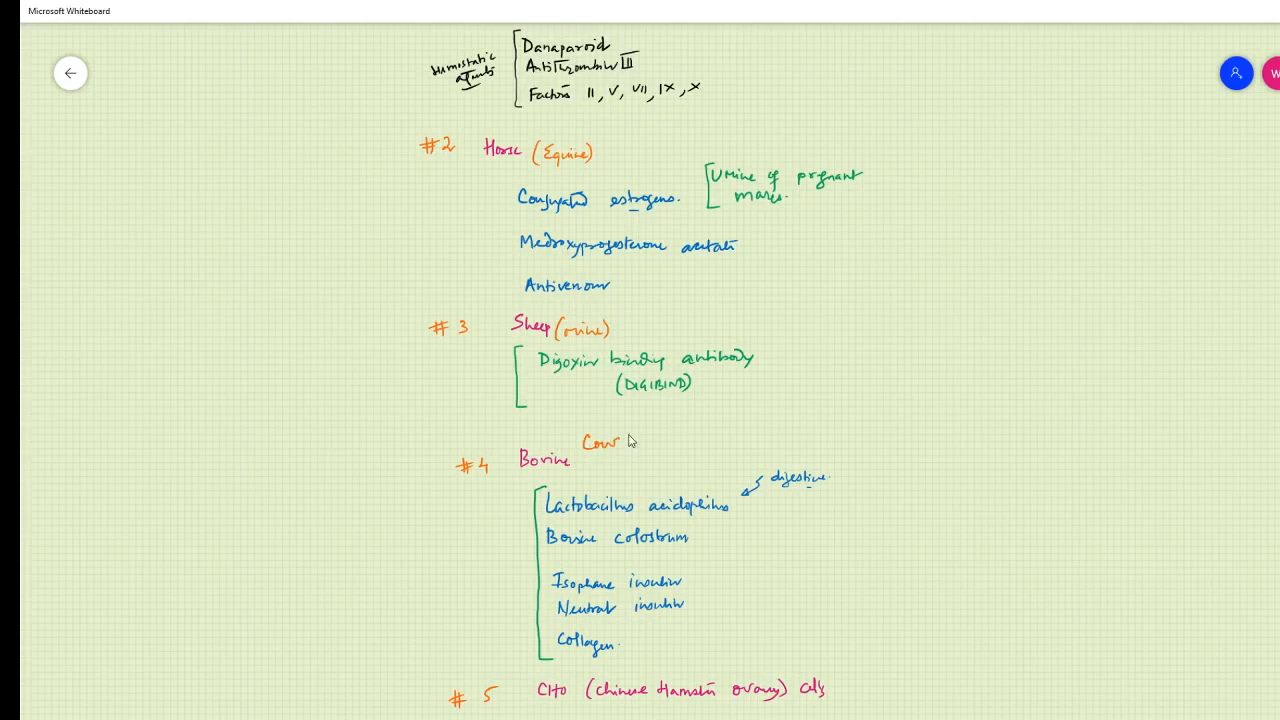 Microsoft Whiteboard
Hemostatic agents
Danaparoid
Antithrombin III
Factors II, V, VII, IX, X
#2 Horse (Equine)
Conjugated estrogens. Urine of pregnant mares.
Medroxyprogesterone acetate
Antivenour
#3 Sheep (ovine)
Digoxin binding antibody
(DIGIBIND)
Cow
#4 Bovine
digestive.
Lactobacillus acidophilus
Bovine colostrum
Isophane insulin
Neutral insulin
Collagen.
#5 CHO (Chinese Hamster ovary) cells
W